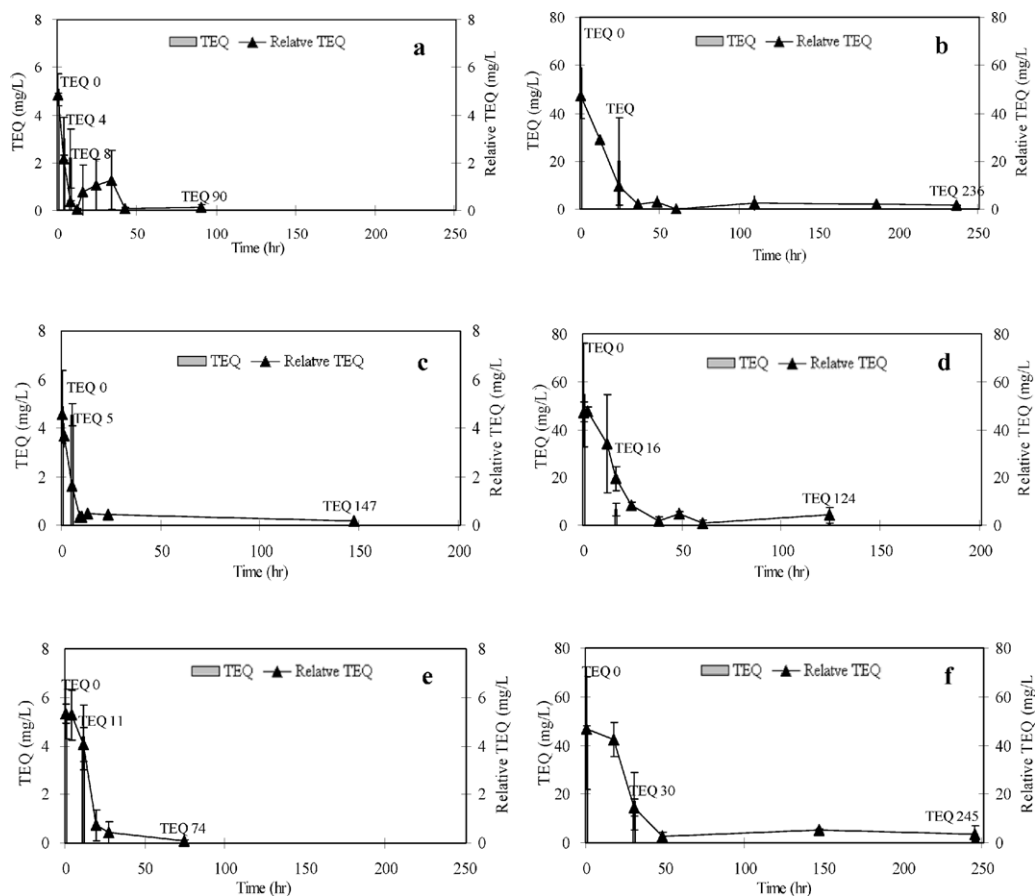 8 8
TEQ Relatve TEQ a
6 6
TEQ 0
TEQ (mg/L) Relative TEQ (mg/L)
4 TEQ 4 4
TEQ 8
2 2
TEQ 90
0 0
0 50 100 150 200 250
Time (hr)
80 80
TEQ 0 TEQ Relatve TEQ b
60 60
TEQ (mg/L) Relative TEQ (mg/L)
TEQ
40 40
20 20
TEQ 236
0 0
0 50 100 150 200 250
Time (hr)
8 8
TEQ Relatve TEQ c
6 6
TEQ 0
TEQ (mg/L) Relative TEQ (mg/L)
TEQ 5
4 4
2 2
TEQ 147
0 0
0 50 100 150 200
Time (hr)
80 80
TEQ 0
TEQ Relatve TEQ d
60 60
TEQ (mg/L) Relative TEQ (mg/L)
40 40
TEQ 16
20 20
TEQ 124
0 0
0 50 100 150 200
Time (hr)
8 8
TEQ Relatve TEQ e
TEQ 0
6 6
TEQ (mg/L) Relative TEQ (mg/L)
TEQ 11
4 4
2 2
TEQ 74
0 0
0 50 100 150 200 250
Time (hr)
80 80
TEQ Relatve TEQ f
TEQ 0
60 60
TEQ (mg/L) Relative TEQ (mg/L)
40 40
TEQ 30
20 20
TEQ 245
0 0
0 50 100 150 200 250
Time (hr)